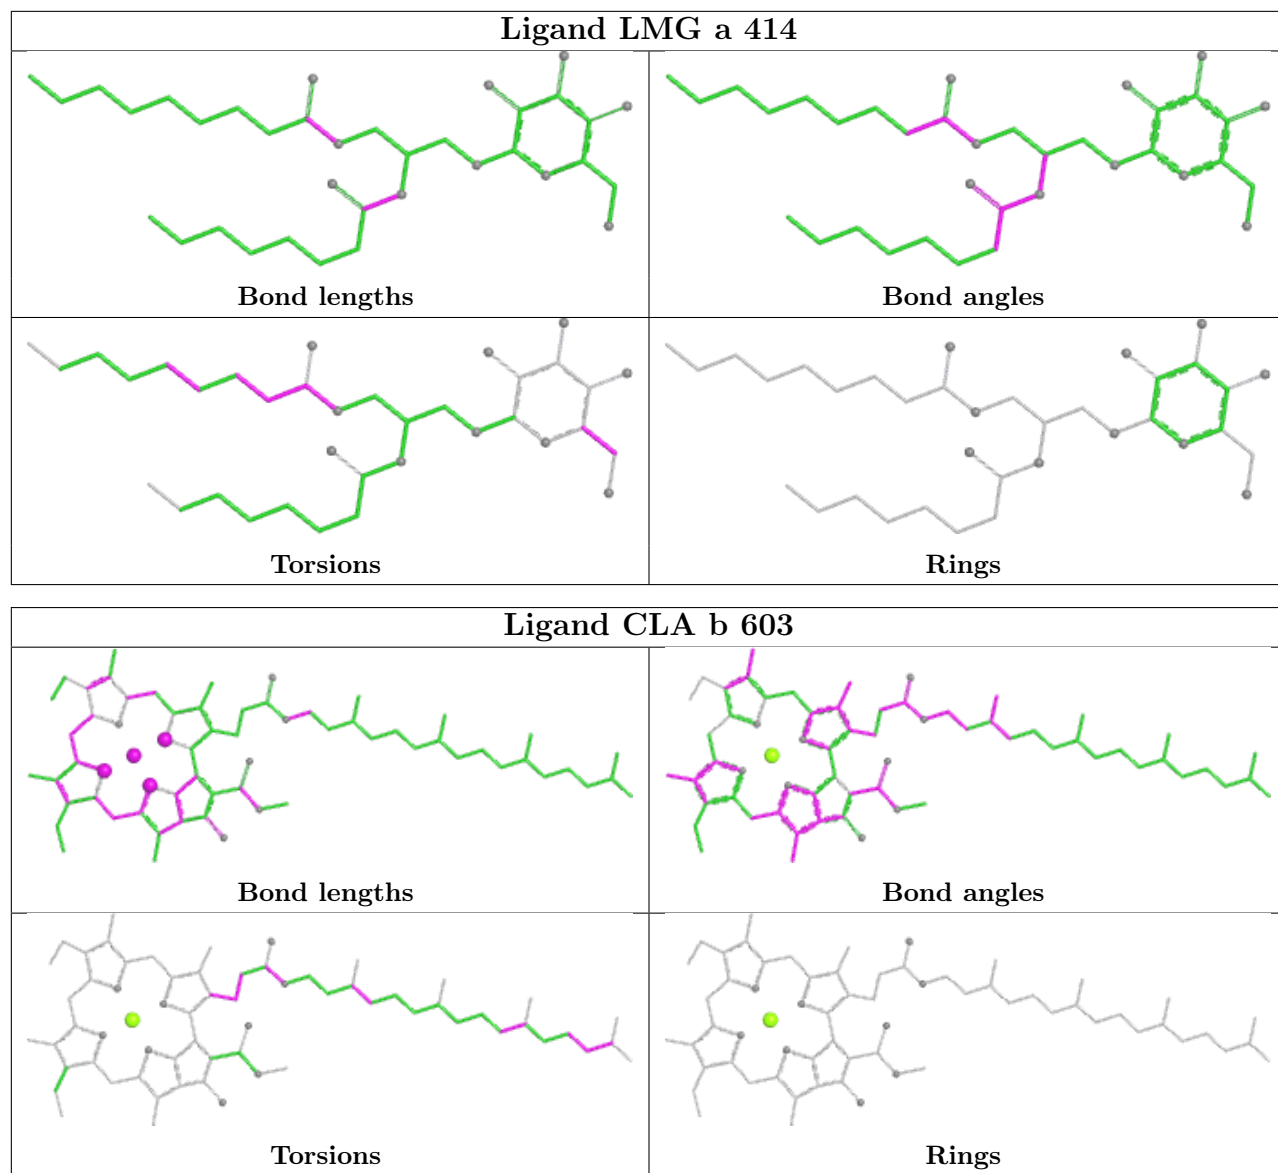 Ligand LMG a 414
Bond lengths
Bond angles
Torsions
Rings
Ligand CLA b 603
Bond lengths
Bond angles
Torsions
Rings